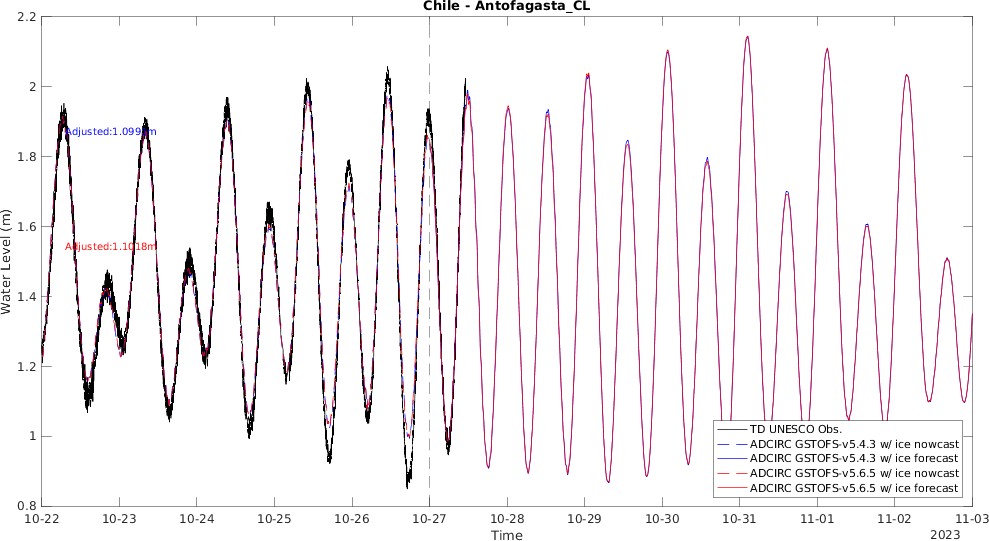 Chile - Antofagasta_CL
Water Level (m)
2.2
2
1.8
1.6
1.4
1.2
1
0.8
Adjusted:1.1018m
TD UNESCO Obs.
ADCIRC GSTOFS-v5.4.3 w/ ice nowcast
ADCIRC GSTOFS-v5.4.3 w/ ice forecast
ADCIRC GSTOFS-v5.6.5 w/ ice nowcast
ADCIRC GSTOFS-v5.6.5 w/ ice forecast
10-22 10-23 10-24 10-25 10-26 10-27 10-28 10-29 10-30 10-31 11-01 11-02 11-03
Time
2023